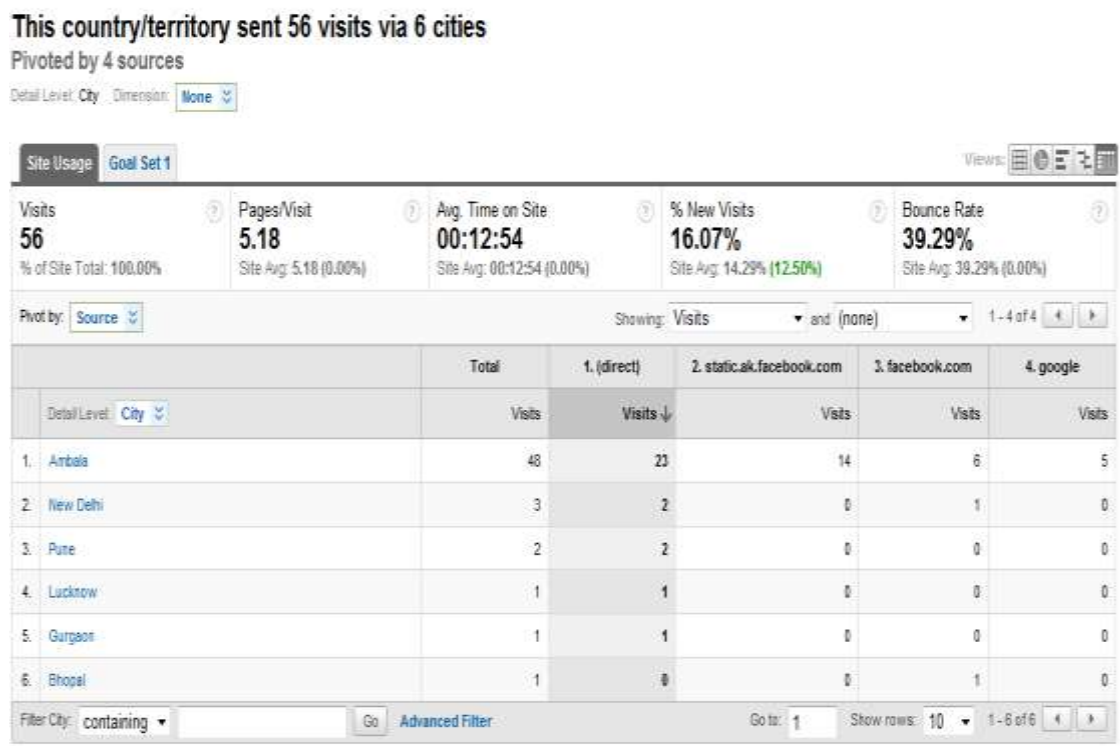 This country/territory sent 56 visits via 6 cities
Pivoted by 4 sources
Detail Level: City Dimension: None
Site Usage Goal Set 1 Views:
Visits Pages/Visit Avg. Time on Site % New Visits Bounce Rate
56 5.18 00:12:54 16.07% 39.29%
% of Site Total: 100.00% Site Avg: 5.18 (0.00%) Site Avg: 00:12:54 (0.00%) Site Avg: 14.29% (12.50%) Site Avg: 39.29% (0.00%)
Pivot by: Source Showing: Visits and (none) 1 - 4 of 4
Total 1. (direct) 2. static.ak.facebook.com 3. facebook.com 4. google
Detail Level: City Visits Visits ↓ Visits Visits Visits
1. Ambala 48 23 14 6 5
2. New Delhi 3 2 0 1 0
3. Pune 2 2 0 0 0
4. Lucknow 1 1 0 0 0
5. Gurgaon 1 1 0 0 0
6. Bhopal 1 0 0 1 0
Filter City: containing Go Advanced Filter Go to: 1 Show rows: 10 1 - 6 of 6